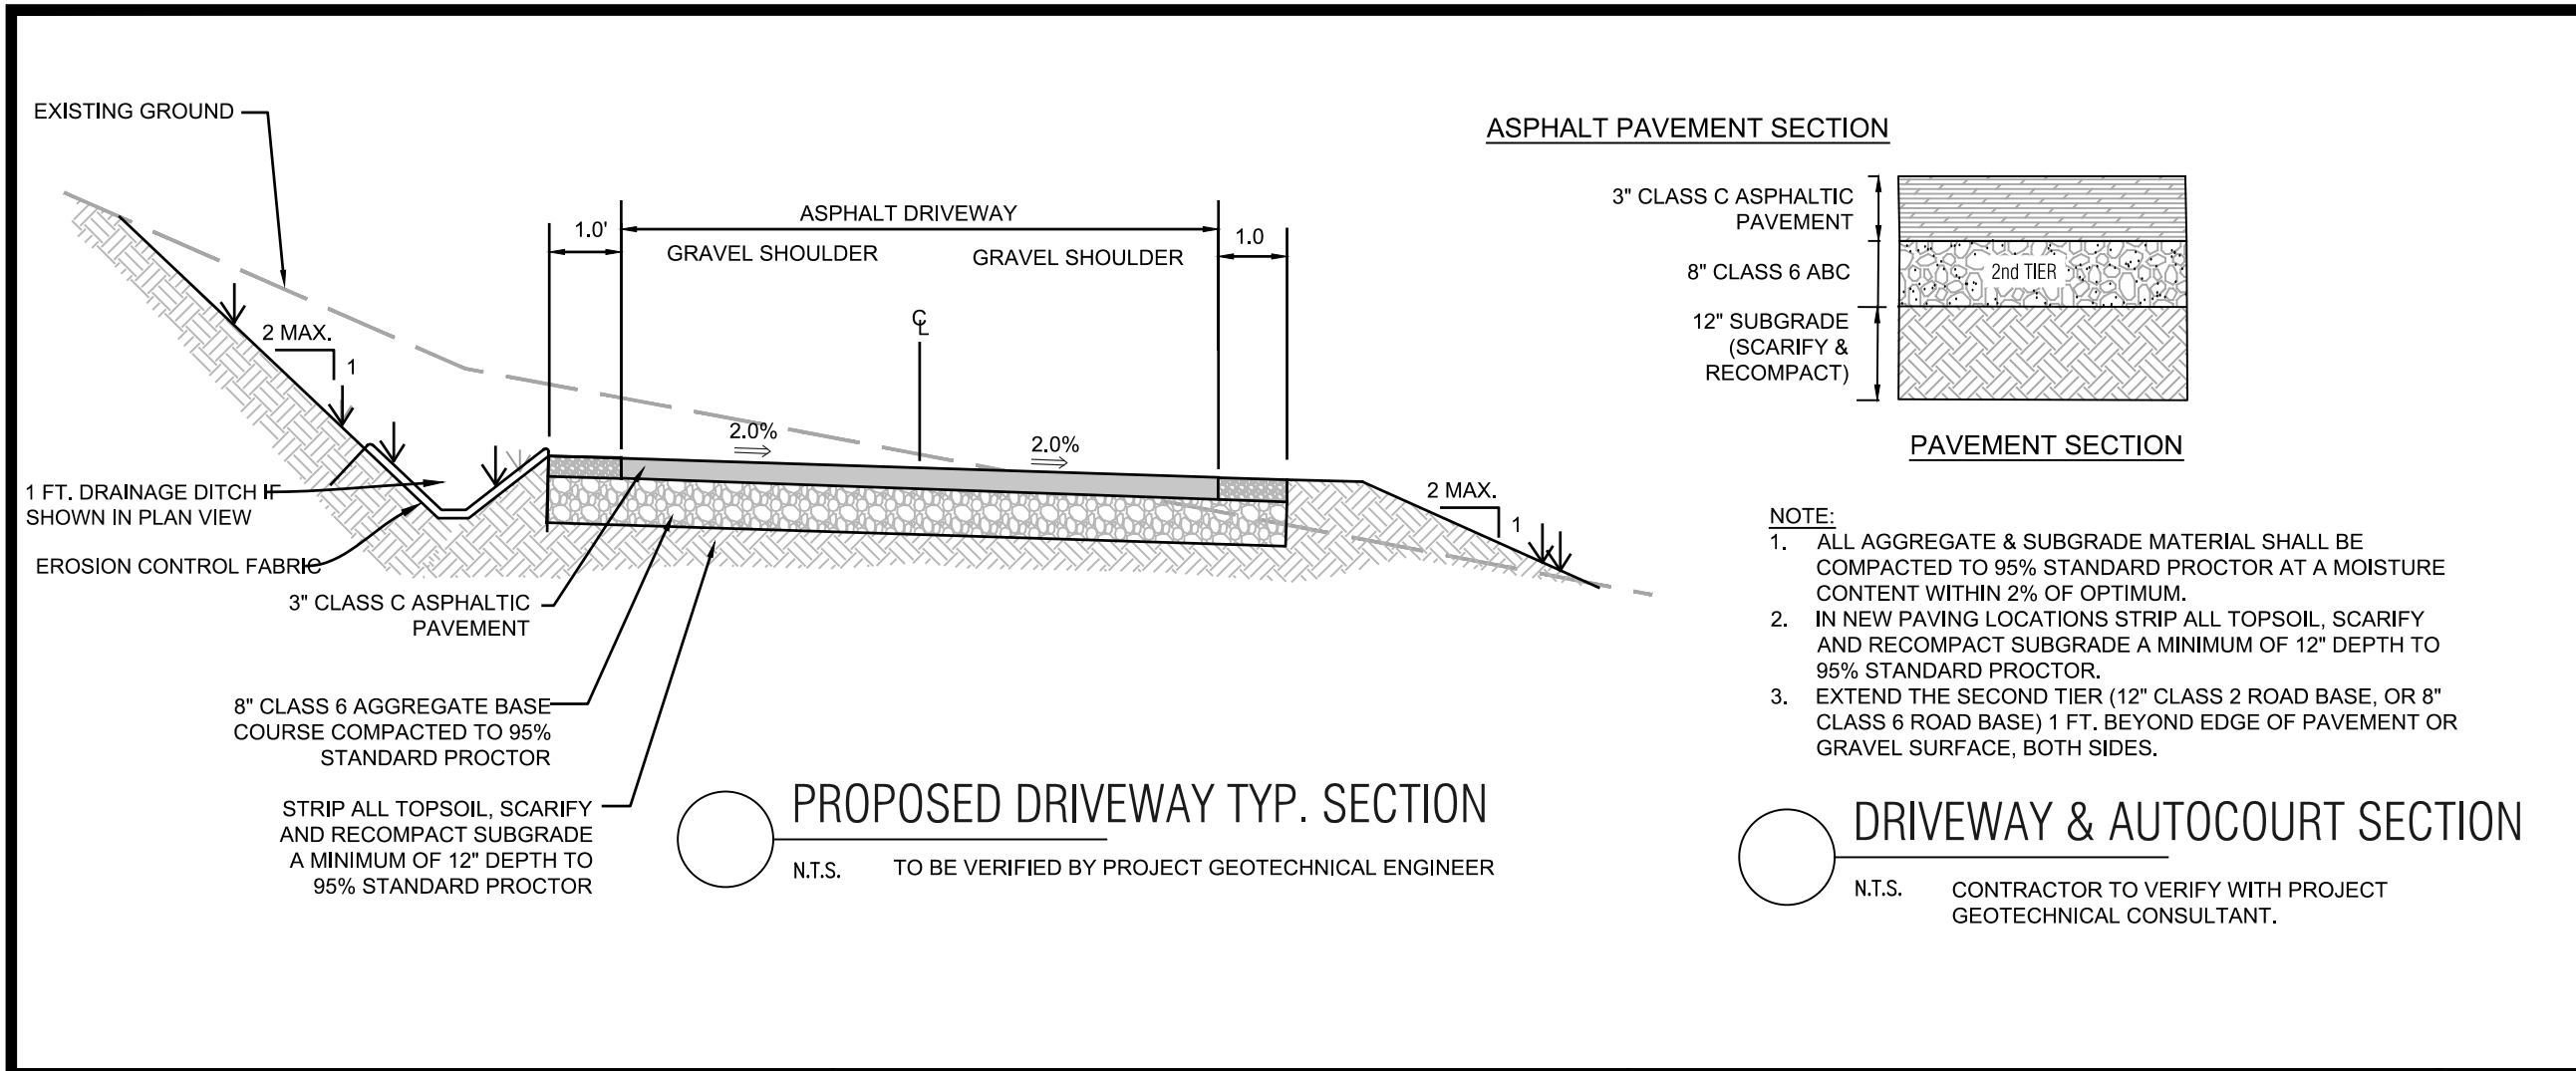 EXISTING GROUND
ASPHALT DRIVEWAY
1.0'
1.0
GRAVEL SHOULDER
GRAVEL SHOULDER
℄
2 MAX.
1
2.0%
2.0%
2 MAX.
1
1 FT. DRAINAGE DITCH IF
SHOWN IN PLAN VIEW
EROSION CONTROL FABRIC
3" CLASS C ASPHALTIC
PAVEMENT
8" CLASS 6 AGGREGATE BASE
COURSE COMPACTED TO 95%
STANDARD PROCTOR
STRIP ALL TOPSOIL, SCARIFY
AND RECOMPACT SUBGRADE
A MINIMUM OF 12" DEPTH TO
95% STANDARD PROCTOR
PROPOSED DRIVEWAY TYP. SECTION
N.T.S. TO BE VERIFIED BY PROJECT GEOTECHNICAL ENGINEER
ASPHALT PAVEMENT SECTION
3" CLASS C ASPHALTIC
PAVEMENT
8" CLASS 6 ABC
2nd TIER
12" SUBGRADE
(SCARIFY &
RECOMPACT)
PAVEMENT SECTION
NOTE:
1. ALL AGGREGATE & SUBGRADE MATERIAL SHALL BE
COMPACTED TO 95% STANDARD PROCTOR AT A MOISTURE
CONTENT WITHIN 2% OF OPTIMUM.
2. IN NEW PAVING LOCATIONS STRIP ALL TOPSOIL, SCARIFY
AND RECOMPACT SUBGRADE A MINIMUM OF 12" DEPTH TO
95% STANDARD PROCTOR.
3. EXTEND THE SECOND TIER (12" CLASS 2 ROAD BASE, OR 8"
CLASS 6 ROAD BASE) 1 FT. BEYOND EDGE OF PAVEMENT OR
GRAVEL SURFACE, BOTH SIDES.
DRIVEWAY & AUTOCOURT SECTION
N.T.S. CONTRACTOR TO VERIFY WITH PROJECT
GEOTECHNICAL CONSULTANT.